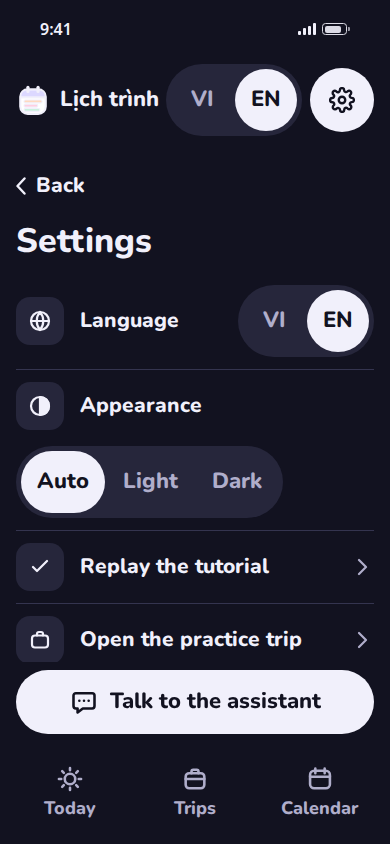 9:41
Lịch trình VI EN
Back
Settings
Language VI EN
Appearance
Auto Light Dark
Replay the tutorial
Open the practice trip
Talk to the assistant
Today Trips Calendar